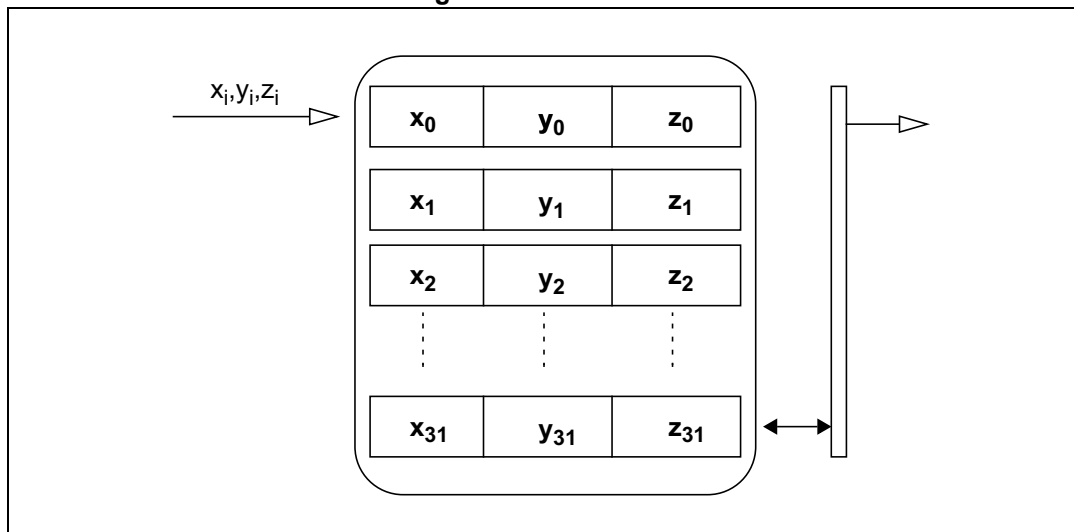 xᵢ,yᵢ,zᵢ
x₀ y₀ z₀
x₁ y₁ z₁
x₂ y₂ z₂
x₃₁ y₃₁ z₃₁